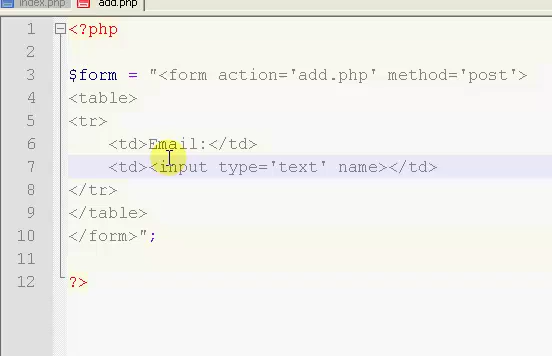 index.php add.php
1 <?php
2
3 $form = "<form action='add.php' method='post'>
4 <table>
5 <tr>
6 <td>Email:</td>
7 <td><input type='text' name></td>
8 </tr>
9 </table>
10 </form>";
11
12 ?>